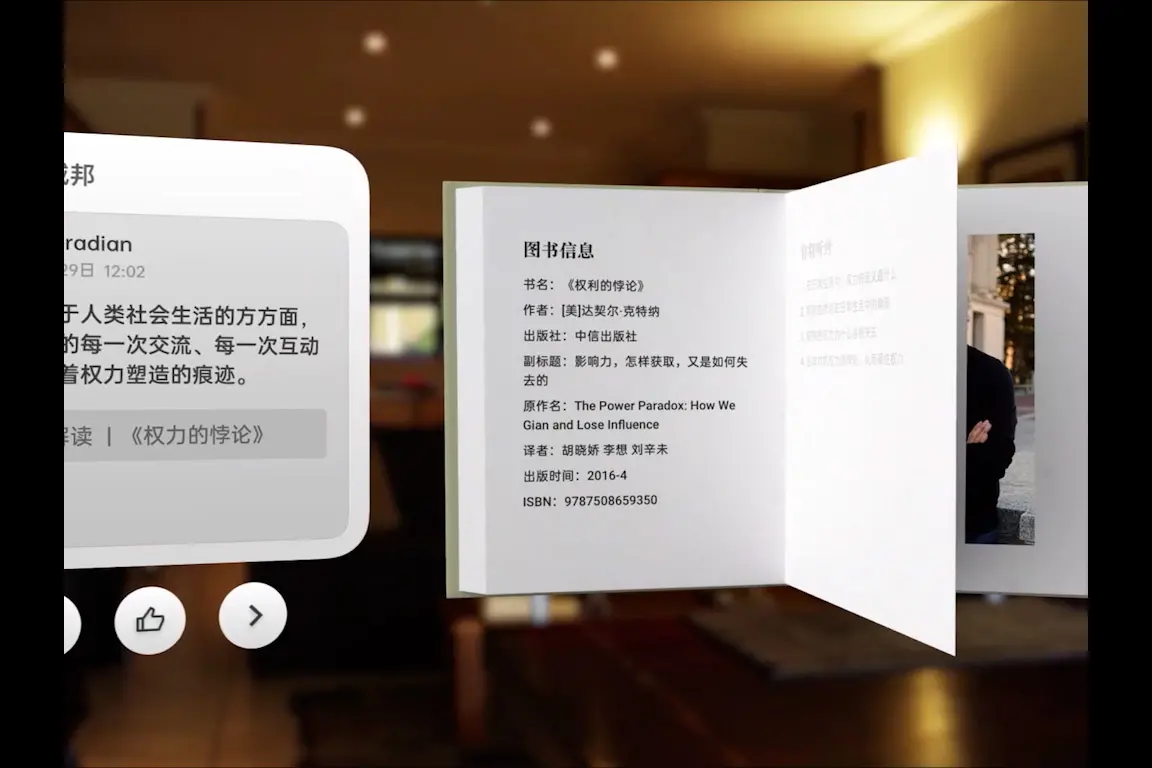 邦
radian
29日 12:02
于人类社会生活的方方面，
的每一次交流、每一次互动
着权力塑造的痕迹。
解读 | 《权力的悖论》
图书信息
书名：《权利的悖论》
作者：[美]达契尔·克特纳
出版社：中信出版社
副标题：影响力，怎样获取，又是如何失
去的
原作名：The Power Paradox: How We
Gian and Lose Influence
译者：胡晓娇 李想 刘辛未
出版时间：2016-4
ISBN：9787508659350